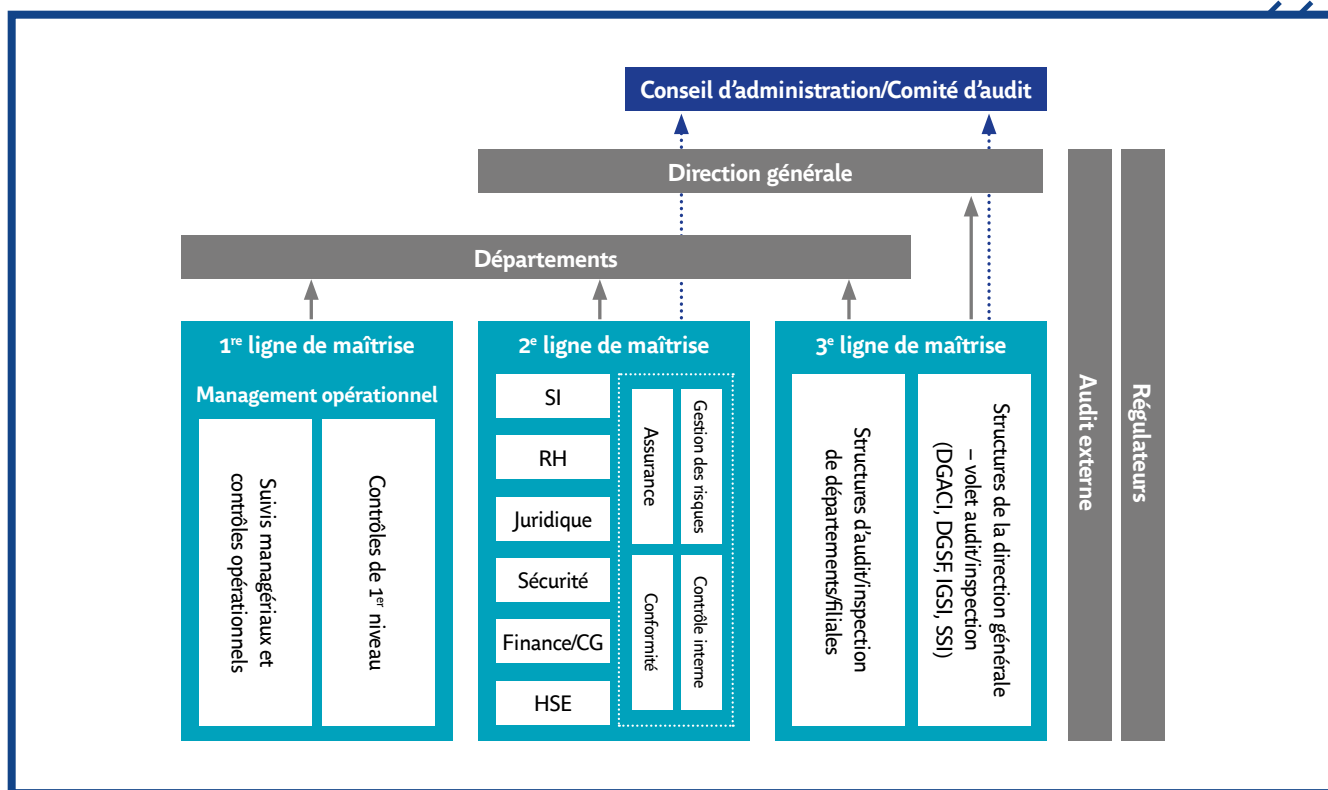 Conseil d'administration/Comité d'audit
Direction générale
Départements
1re ligne de maîtrise
Management opérationnel
Suivis managériaux et
contrôles opérationnels
Contrôles de 1er niveau
2e ligne de maîtrise
SI
RH
Juridique
Sécurité
Finance/CG
HSE
Assurance
Gestion des risques
Conformité
Contrôle interne
3e ligne de maîtrise
Structures d'audit/inspection
de départements/filiales
Structures de la direction générale
– volet audit/inspection
(DGACI, DGSF, IGSI, SSI)
Audit externe
Régulateurs